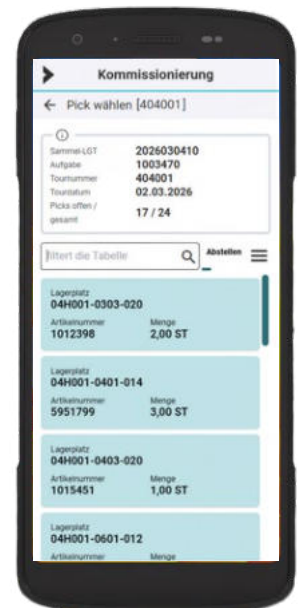 Kommissionierung
← Pick wählen [404001]
Sammel-LGT 2026030410
Aufgabe 1003470
Tournummer 404001
Tourdatum 02.03.2026
Picks offen / gesamt 17 / 24
filtert die Tabelle Abstellen
Lagerplatz
04H001-0303-020
Artikelnummer Menge
1012398 2,00 ST
Lagerplatz
04H001-0401-014
Artikelnummer Menge
5951799 3,00 ST
Lagerplatz
04H001-0403-020
Artikelnummer Menge
1015451 1,00 ST
Lagerplatz
04H001-0601-012
Artikelnummer Menge